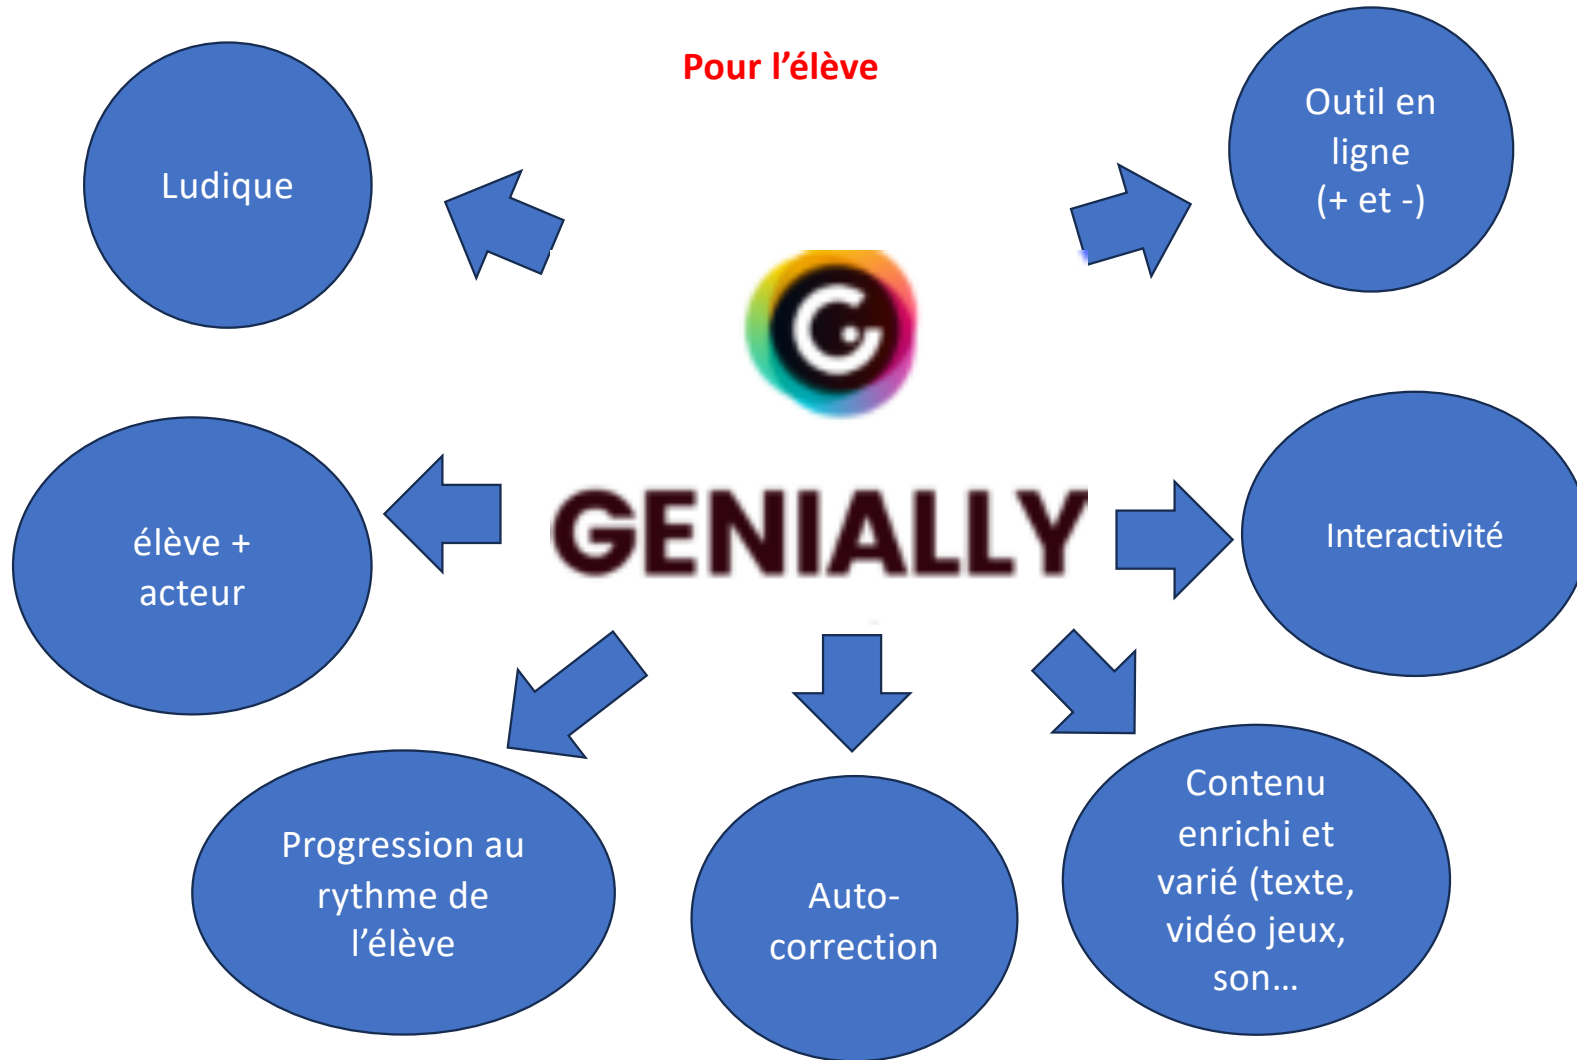 Pour l’élève
Ludique
Outil en
ligne
(+ et -)
G
GENIALLY
élève +
acteur
Interactivité
Progression au
rythme de
l’élève
Auto-
correction
Contenu
enrichi et
varié (texte,
vidéo jeux,
son…